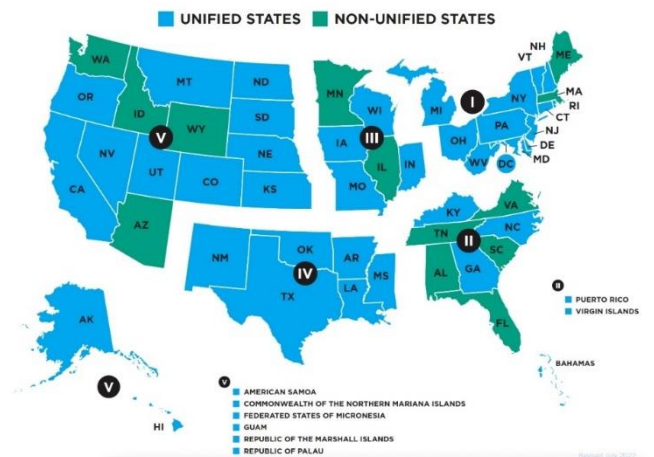 UNIFIED STATES NON-UNIFIED STATES
WA
OR
ID
MT
WY
ND
SD
NE
KS
NV
CA
UT
CO
AZ
V
MN
WI
IA
IL
MO
IN
III
MI
I
OH
WV
PA
NY
VT
NH
ME
MA
RI
CT
NJ
DE
MD
DC
NM
OK
TX
AR
LA
MS
IV
KY
VA
TN
NC
SC
AL
GA
FL
II
AK
V
HI
II
PUERTO RICO
VIRGIN ISLANDS
BAHAMAS
V
AMERICAN SAMOA
COMMONWEALTH OF THE NORTHERN MARIANA ISLANDS
FEDERATED STATES OF MICRONESIA
GUAM
REPUBLIC OF THE MARSHALL ISLANDS
REPUBLIC OF PALAU